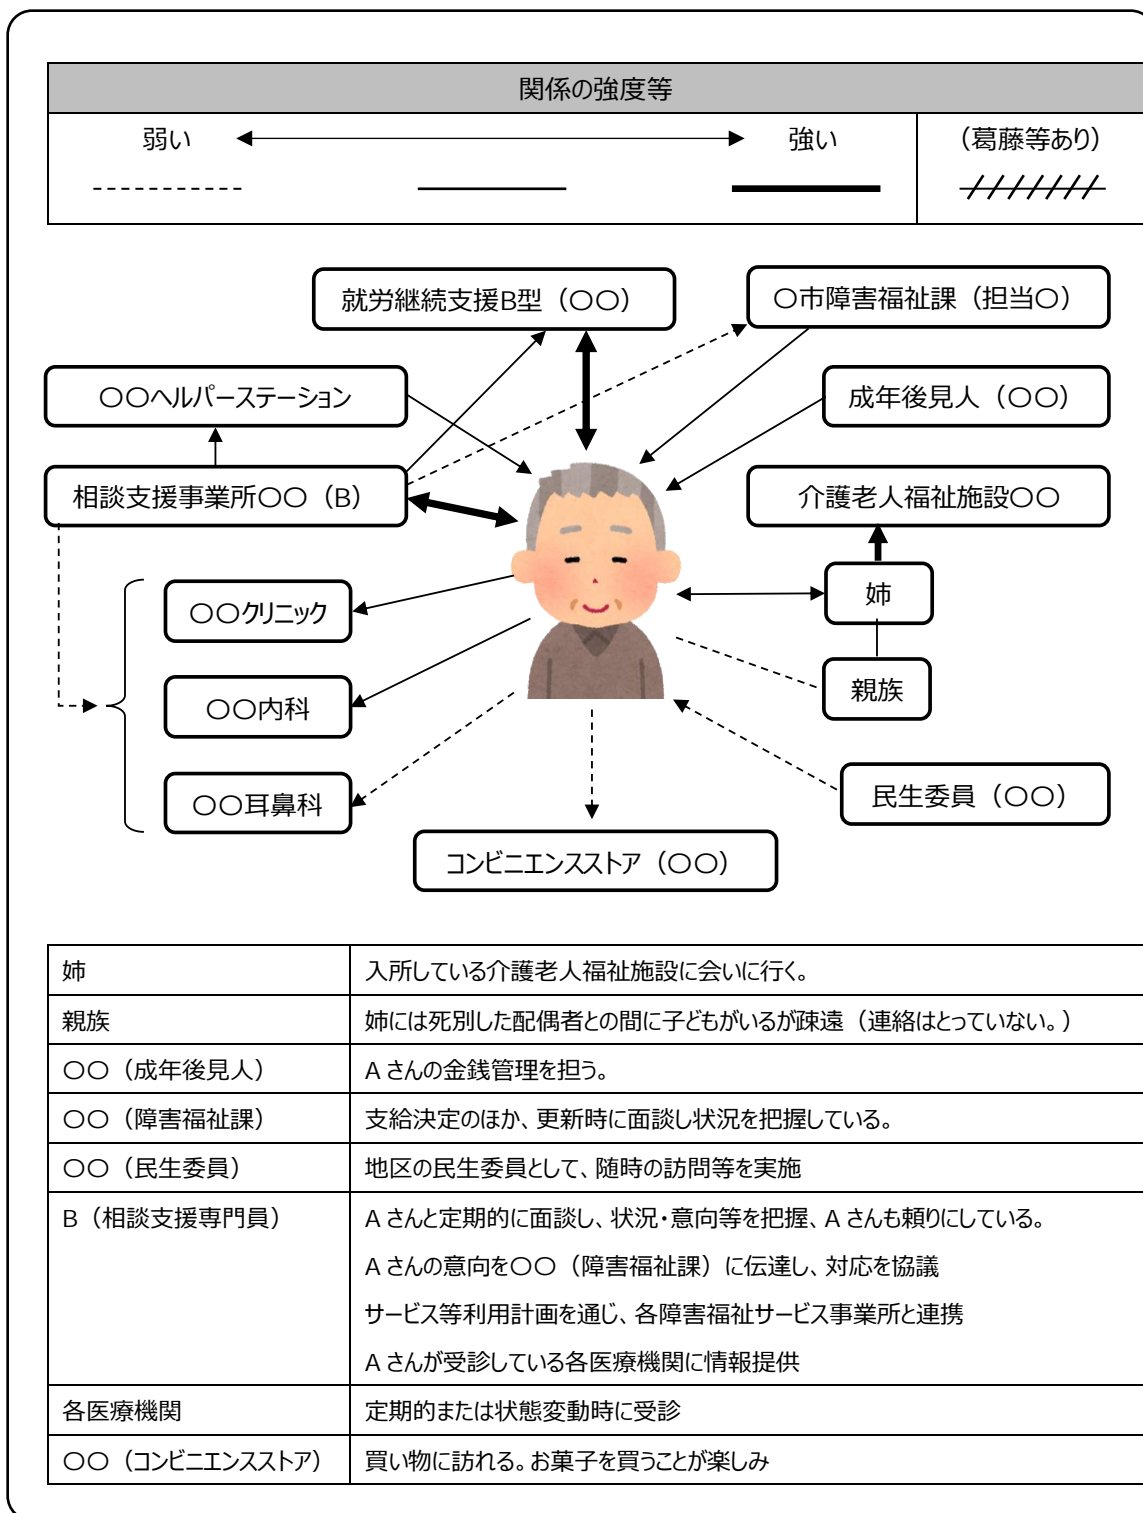 関係の強度等
弱い 強い (葛藤等あり)
就労継続支援B型（〇〇）
〇市障害福祉課（担当〇）
〇〇ヘルパーステーション
成年後見人（〇〇）
相談支援事業所〇〇（B）
介護老人福祉施設〇〇
〇〇クリニック
姉
〇〇内科
親族
〇〇耳鼻科
民生委員（〇〇）
コンビニエンスストア（〇〇）
姉 入所している介護老人福祉施設に会いに行く。
親族 姉には死別した配偶者との間に子どもがいるが疎遠（連絡はとっていない。）
〇〇（成年後見人） Aさんの金銭管理を担う。
〇〇（障害福祉課） 支給決定のほか、更新時に面談し状況を把握している。
〇〇（民生委員） 地区の民生委員として、随時の訪問等を実施
B（相談支援専門員） Aさんと定期的に面談し、状況・意向等を把握、Aさんも頼りにしている。
Aさんの意向を〇〇（障害福祉課）に伝達し、対応を協議
サービス等利用計画を通じ、各障害福祉サービス事業所と連携
Aさんが受診している各医療機関に情報提供
各医療機関 定期的または状態変動時に受診
〇〇（コンビニエンスストア） 買い物に訪れる。お菓子を買うことが楽しみ